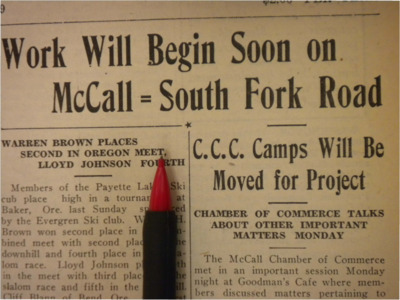 9
Work Will Begin Soon on
McCall = South Fork Road
WARREN BROWN PLACES
SECOND IN OREGON MEET,
LLOYD JOHNSON FOURTH
Members of the Payette Ski
high in a
Baker, Ore. last Sunday
by the Evergreen Ski club. W
Brown won second place in
bined meet with second place
downhill and fourth place in
lom race. Lloyd Johnson
in the meet with third place
slalom race and fifth in the
Cliff of Bend Ore
C.C.C. Camps Will Be
Moved for Project
CHAMBER OF COMMERCE TALKS
ABOUT OTHER IMPORTANT
MATTERS MONDAY
The McCall Chamber of Commerce
met in an important session Monday
night at Goodman's Cafe where mem-
bers discussed matters pertaining to